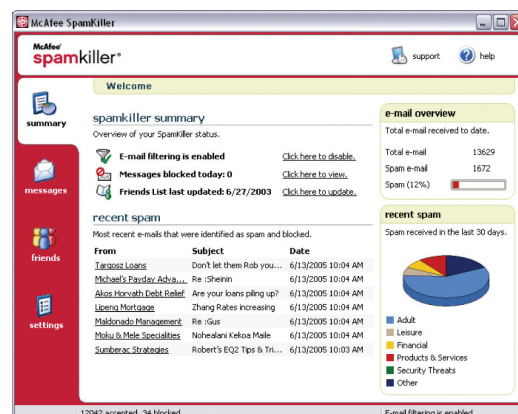 McAfee SpamKiller
McAfee®
spamkiller®
support
help
Welcome
summary
messages
friends
settings
spamkiller summary
Overview of your SpamKiller status.
E-mail filtering is enabled Click here to disable.
Messages blocked today: 0 Click here to view.
Friends List last updated: 6/27/2003 Click here to update.
recent spam
Most recent e-mails that were identified as spam and blocked.
From Subject Date
Targosz Loans Don't let them Rob you... 6/13/2005 10:04 AM
Michael's Payday Adva... Re :Sheinin 6/13/2005 10:04 AM
Akos Horvath Debt Relief Are your loans piling up? 6/13/2005 10:04 AM
Lipenq Mortgage Zhang Rates increasing 6/13/2005 10:04 AM
Maldonado Management Re :Gus 6/13/2005 10:04 AM
Moku & Mele Specialities Nohealani Kekoa Maile 6/13/2005 10:04 AM
Sumberac Strategies Robert's EQ2 Tips & Tri... 6/13/2005 10:03 AM
e-mail overview
Total e-mail received to date.
Total e-mail 13629
Spam e-mail 1672
Spam (12%)
recent spam
Spam received in the last 30 days.
Adult
Leisure
Financial
Products & Services
Security Threats
Other
12042 accepted, 34 blocked
E-mail filtering is enabled